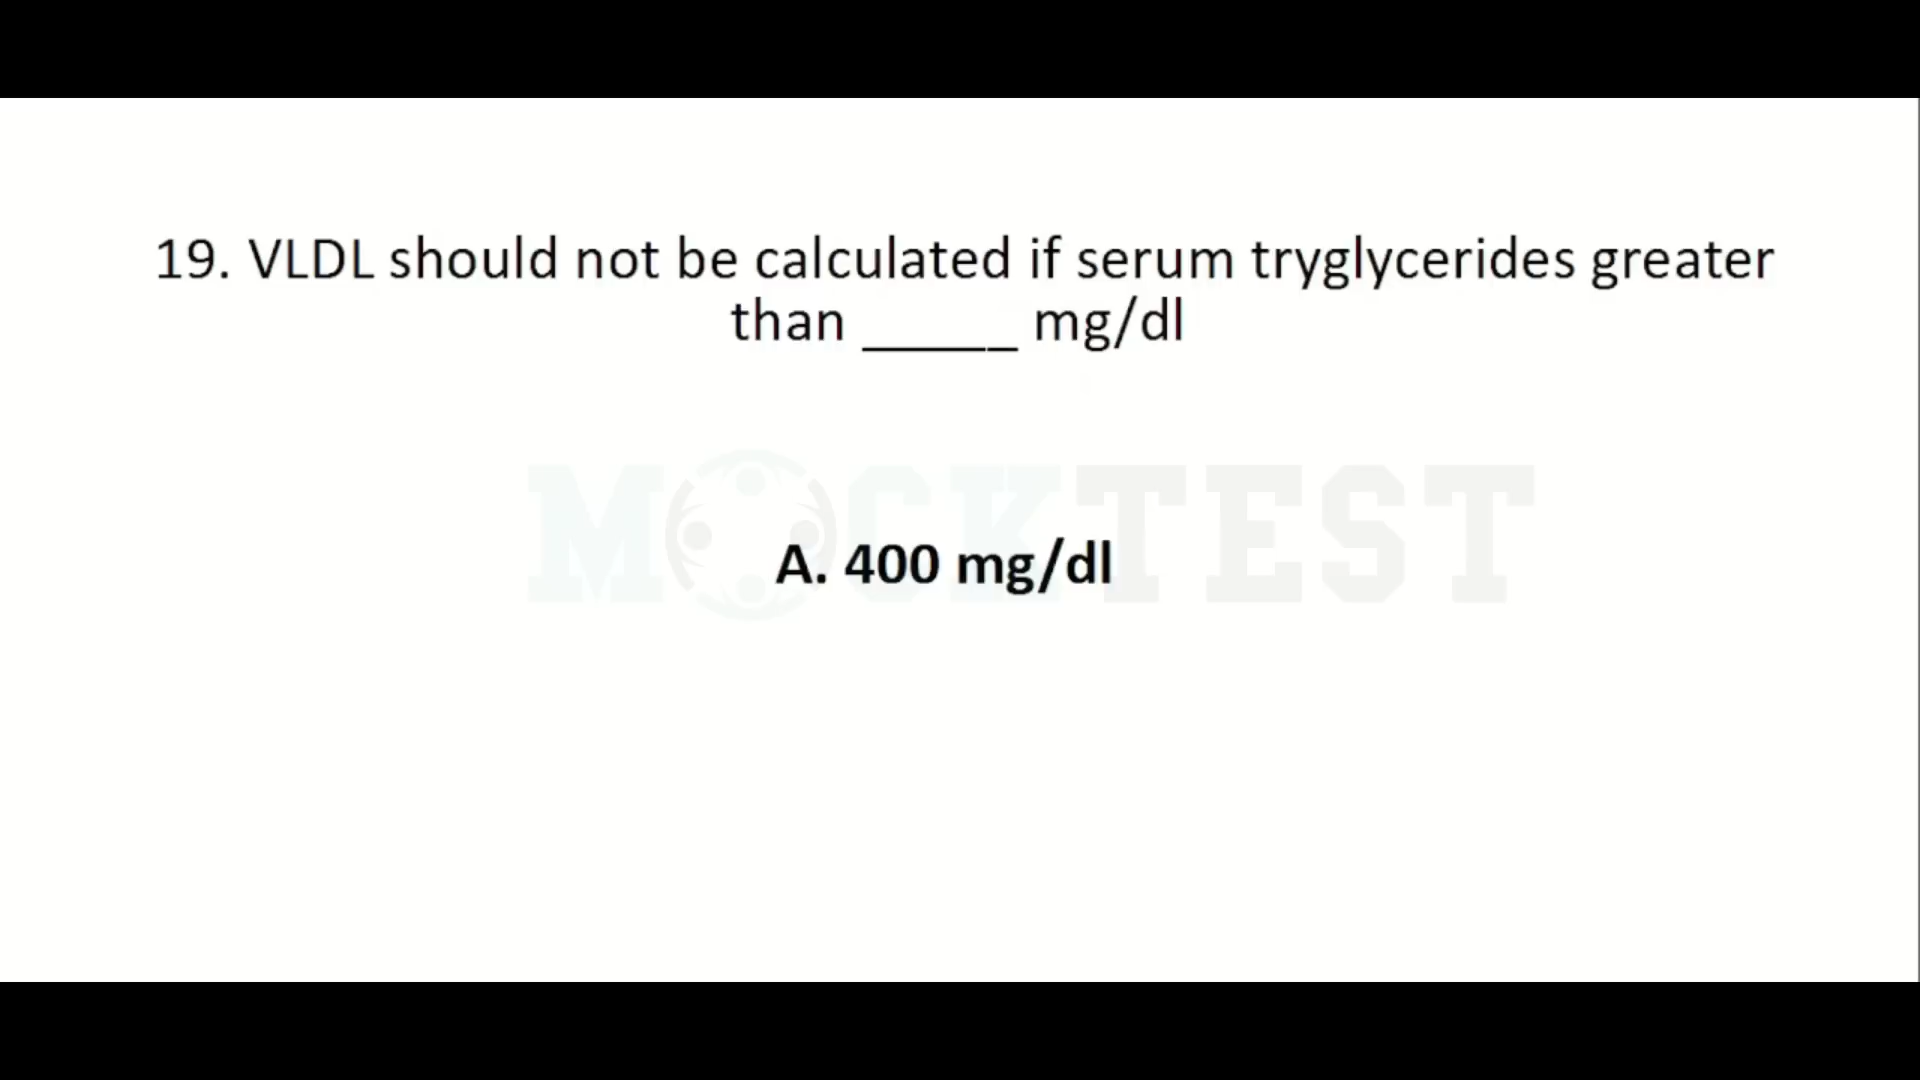 19. VLDL should not be calculated if serum tryglycerides greater
than _____ mg/dl
MOCKTEST
A. 400 mg/dl